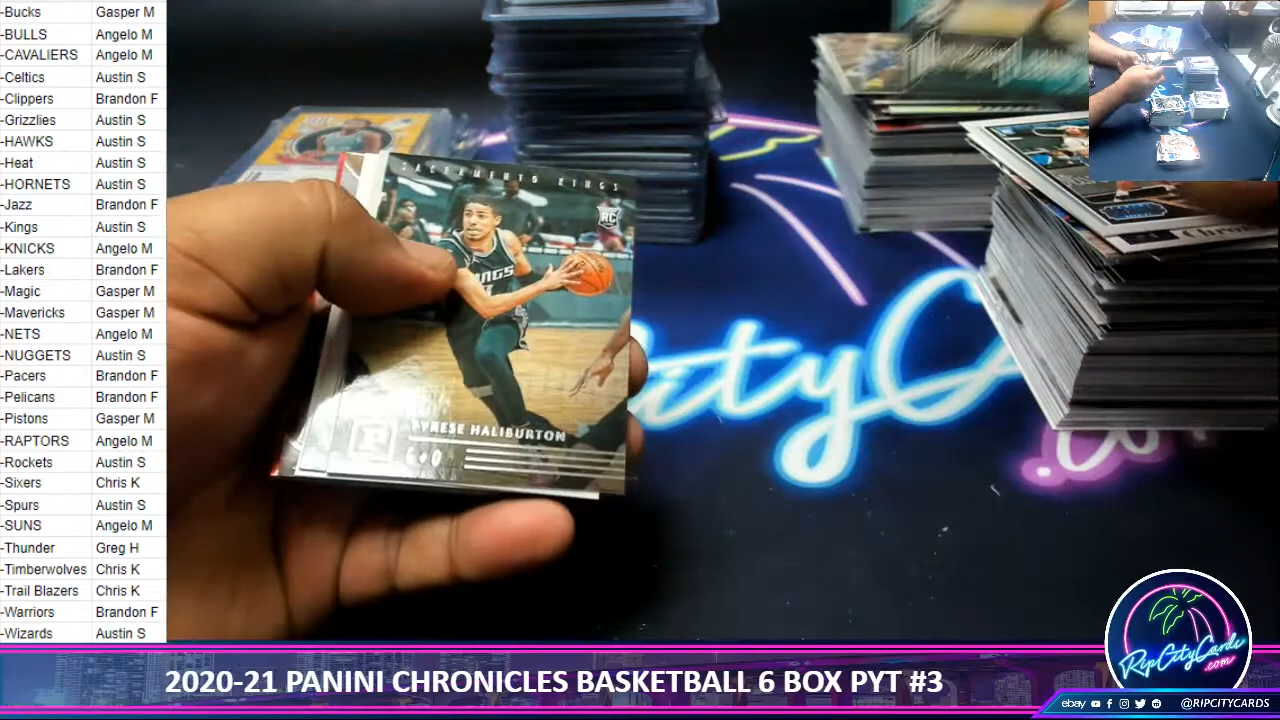 -Bucks Gasper M
-BULLS Angelo M
-CAVALIERS Angelo M
-Celtics Austin S
-Clippers Brandon F
-Grizzlies Austin S
-HAWKS Austin S
-Heat Austin S
-HORNETS Austin S
-Jazz Brandon F
-Kings Austin S
-KNICKS Angelo M
-Lakers Brandon F
-Magic Gasper M
-Mavericks Gasper M
-NETS Angelo M
-NUGGETS Austin S
-Pacers Brandon F
-Pelicans Brandon F
-Pistons Gasper M
-RAPTORS Angelo M
-Rockets Austin S
-Sixers Chris K
-Spurs Austin S
-SUNS Angelo M
-Thunder Greg H
-Timberwolves Chris K
-Trail Blazers Chris K
-Warriors Brandon F
-Wizards Austin S
SACRAMENTO KINGS
RC
TYRESE HALIBURTON
RipCityCards
.com
2020-21 PANINI CHRONICLES BASKETBALL 6 BOX PYT #3
ebay @RIPCITYCARDS